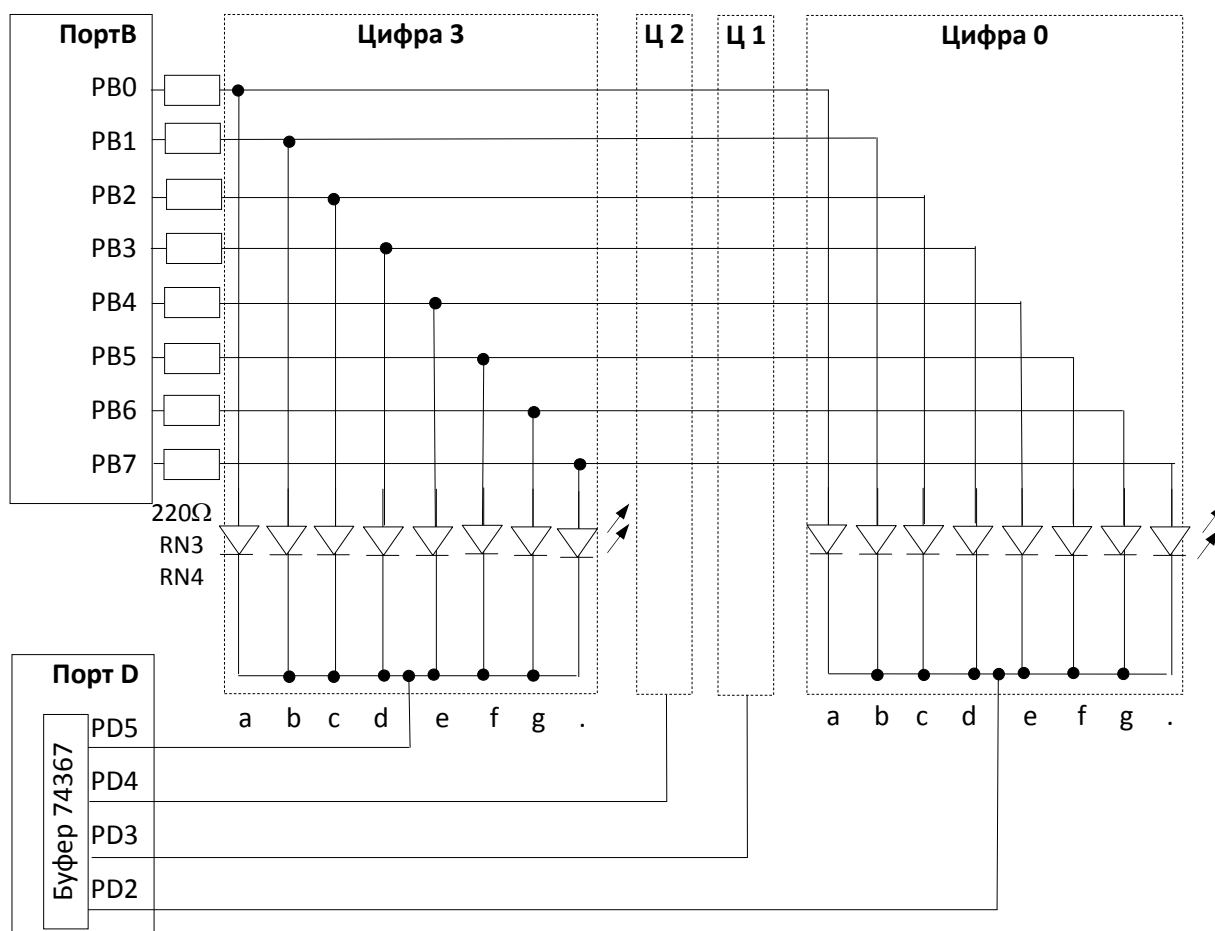 ПортВ
Цифра 3
Ц 2
Ц 1
Цифра 0
PB0
PB1
PB2
PB3
PB4
PB5
PB6
PB7
220Ω
RN3
RN4
a b c d e f g .
a b c d e f g .
Порт D
Буфер 74367
PD5
PD4
PD3
PD2